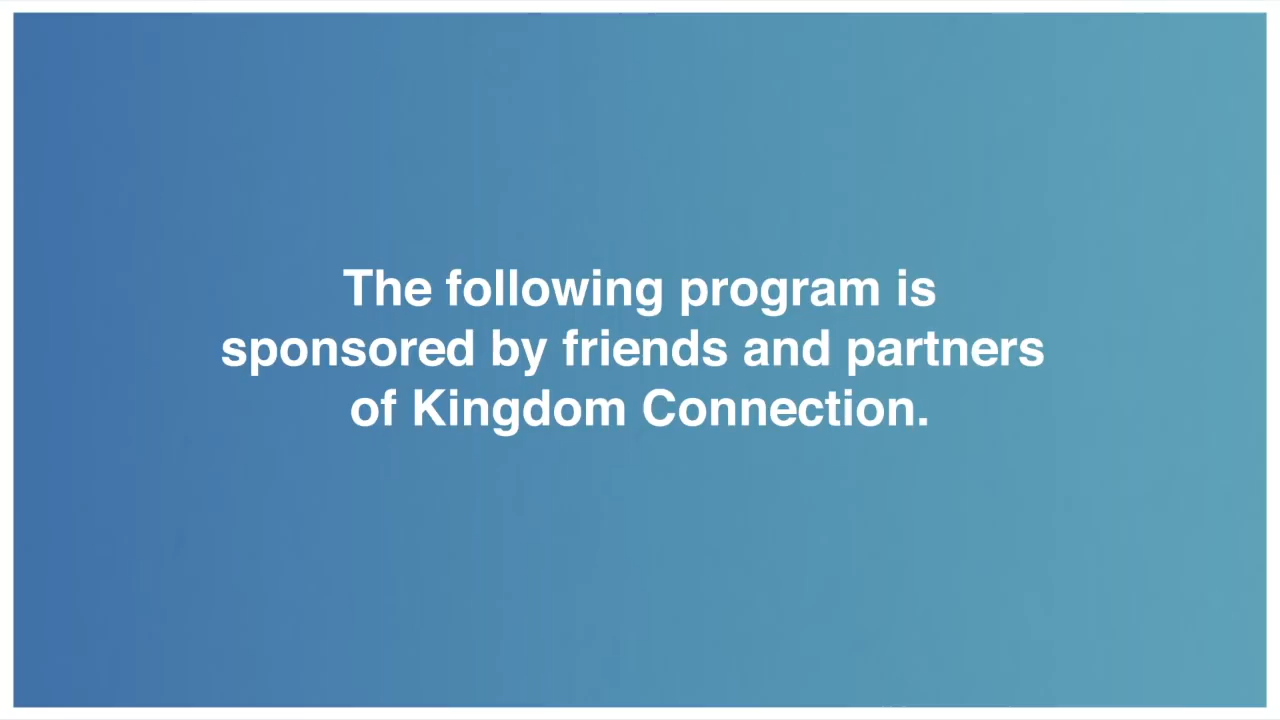 The following program is
sponsored by friends and partners
of Kingdom Connection.